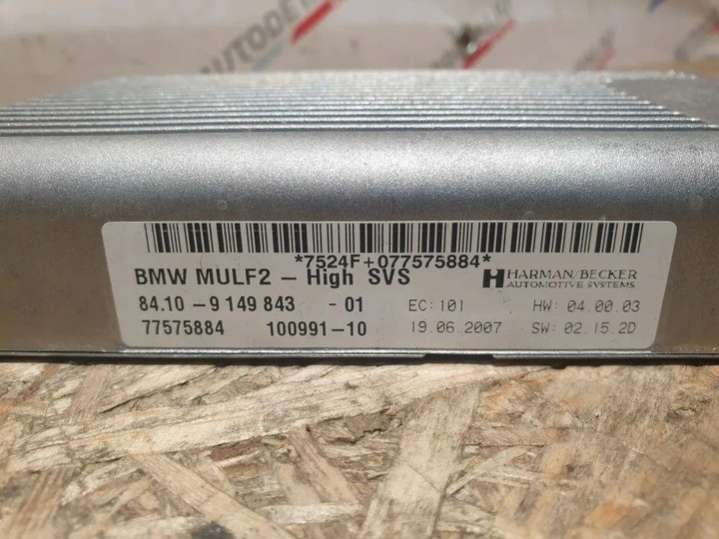 *7524F+077575884*
BMW MULF2 - High SVS
HARMAN/BECKER
AUTOMOTIVE SYSTEMS
84.10 - 9 149 843 - 01 EC: 101 HW: 04.00.03
77575884 100991-10 19.06.2007 SW: 02.15.2D